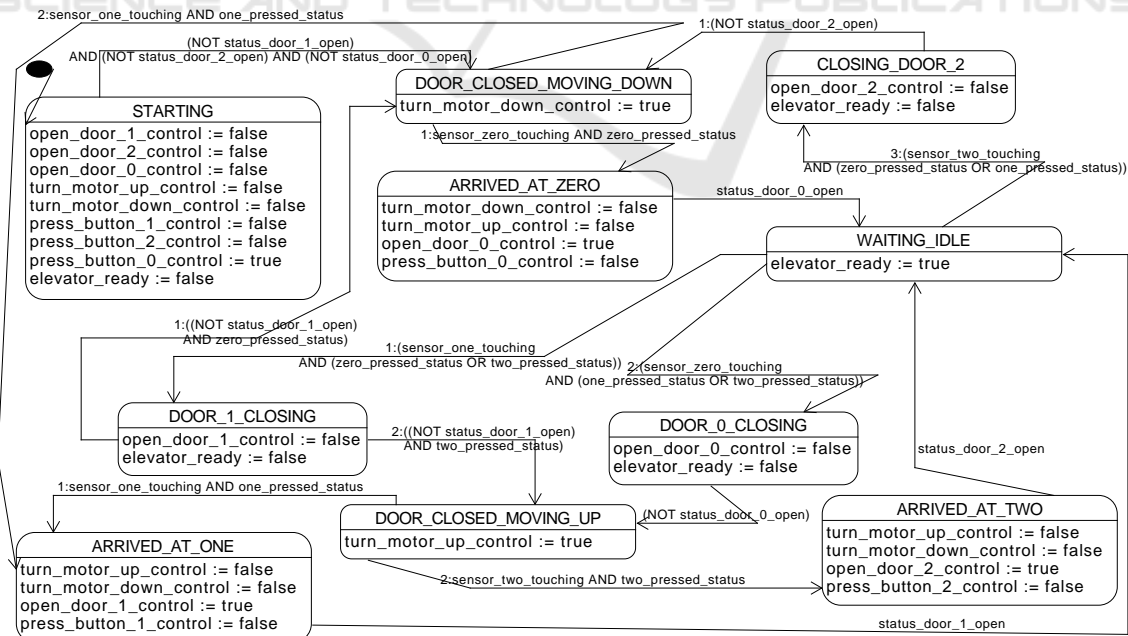 SCIENCE AND TECHNOLOGY PUBLICATIONS
2:sensor_one_touching AND one_pressed_status
1:(NOT status_door_2_open)
(NOT status_door_1_open)
AND (NOT status_door_2_open) AND (NOT status_door_0_open)
DOOR_CLOSED_MOVING_DOWN
turn_motor_down_control := true
CLOSING_DOOR_2
open_door_2_control := false
elevator_ready := false
STARTING
open_door_1_control := false
open_door_2_control := false
open_door_0_control := false
turn_motor_up_control := false
turn_motor_down_control := false
press_button_1_control := false
press_button_2_control := false
press_button_0_control := true
elevator_ready := false
1:sensor_zero_touching AND zero_pressed_status
3:(sensor_two_touching
AND (zero_pressed_status OR one_pressed_status))
ARRIVED_AT_ZERO
turn_motor_down_control := false
turn_motor_up_control := false
open_door_0_control := true
press_button_0_control := false
status_door_0_open
WAITING_IDLE
elevator_ready := true
1:((NOT status_door_1_open)
AND zero_pressed_status)
1:(sensor_one_touching
AND (zero_pressed_status OR two_pressed_status))
2:(sensor_zero_touching
AND (one_pressed_status OR two_pressed_status))
DOOR_1_CLOSING
open_door_1_control := false
elevator_ready := false
2:((NOT status_door_1_open)
AND two_pressed_status)
DOOR_0_CLOSING
open_door_0_control := false
elevator_ready := false
status_door_2_open
1:sensor_one_touching AND one_pressed_status
DOOR_CLOSED_MOVING_UP
turn_motor_up_control := true
(NOT status_door_0_open)
ARRIVED_AT_TWO
turn_motor_up_control := false
turn_motor_down_control := false
open_door_2_control := true
press_button_2_control := false
ARRIVED_AT_ONE
turn_motor_up_control := false
turn_motor_down_control := false
open_door_1_control := true
press_button_1_control := false
2:sensor_two_touching AND two_pressed_status
status_door_1_open